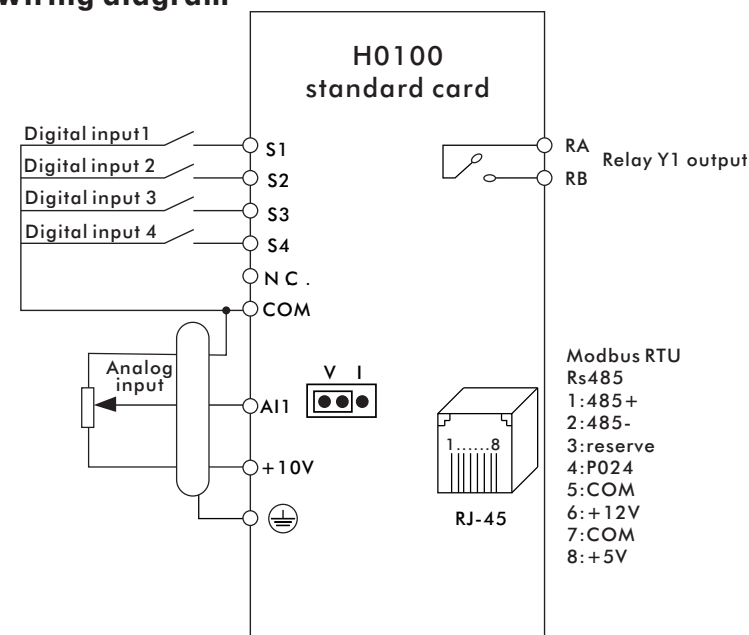 wiring diagram
H0100
standard card
Digital input1
Digital input 2
Digital input 3
Digital input 4
S1
S2
S3
S4
N C .
COM
Analog
input
AI1
+10V
V I
RA
RB
Relay Y1 output
1......8
RJ-45
Modbus RTU
Rs485
1:485+
2:485-
3:reserve
4:P024
5:COM
6:+12V
7:COM
8:+5V